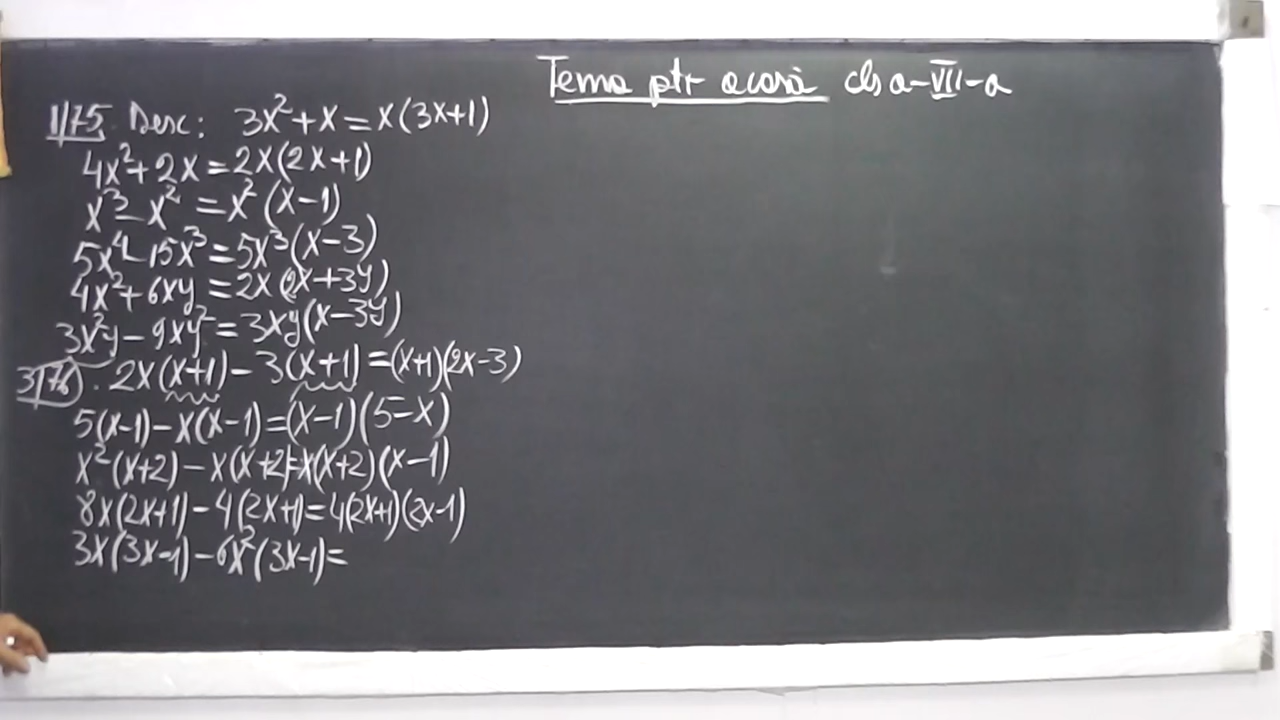 Tema ptr acasă cls a-VII-a
1/75. Desc: 3x²+x=x(3x+1)
4x²+2x=2x(2x+1)
x³-x²=x²(x-1)
5x⁴-15x³=5x³(x-3)
4x²+6xy=2x(2x+3y)
3x²y-9xy²=3xy(x-3y)
3/76. 2x(x+1)-3(x+1)=(x+1)(2x-3)
5(x-1)-x(x-1)=(x-1)(5-x)
x²(x+2)-x(x+2)=x(x+2)(x-1)
8x(2x+1)-4(2x+1)=4(2x+1)(2x-1)
3x(3x-1)-6x²(3x-1)=